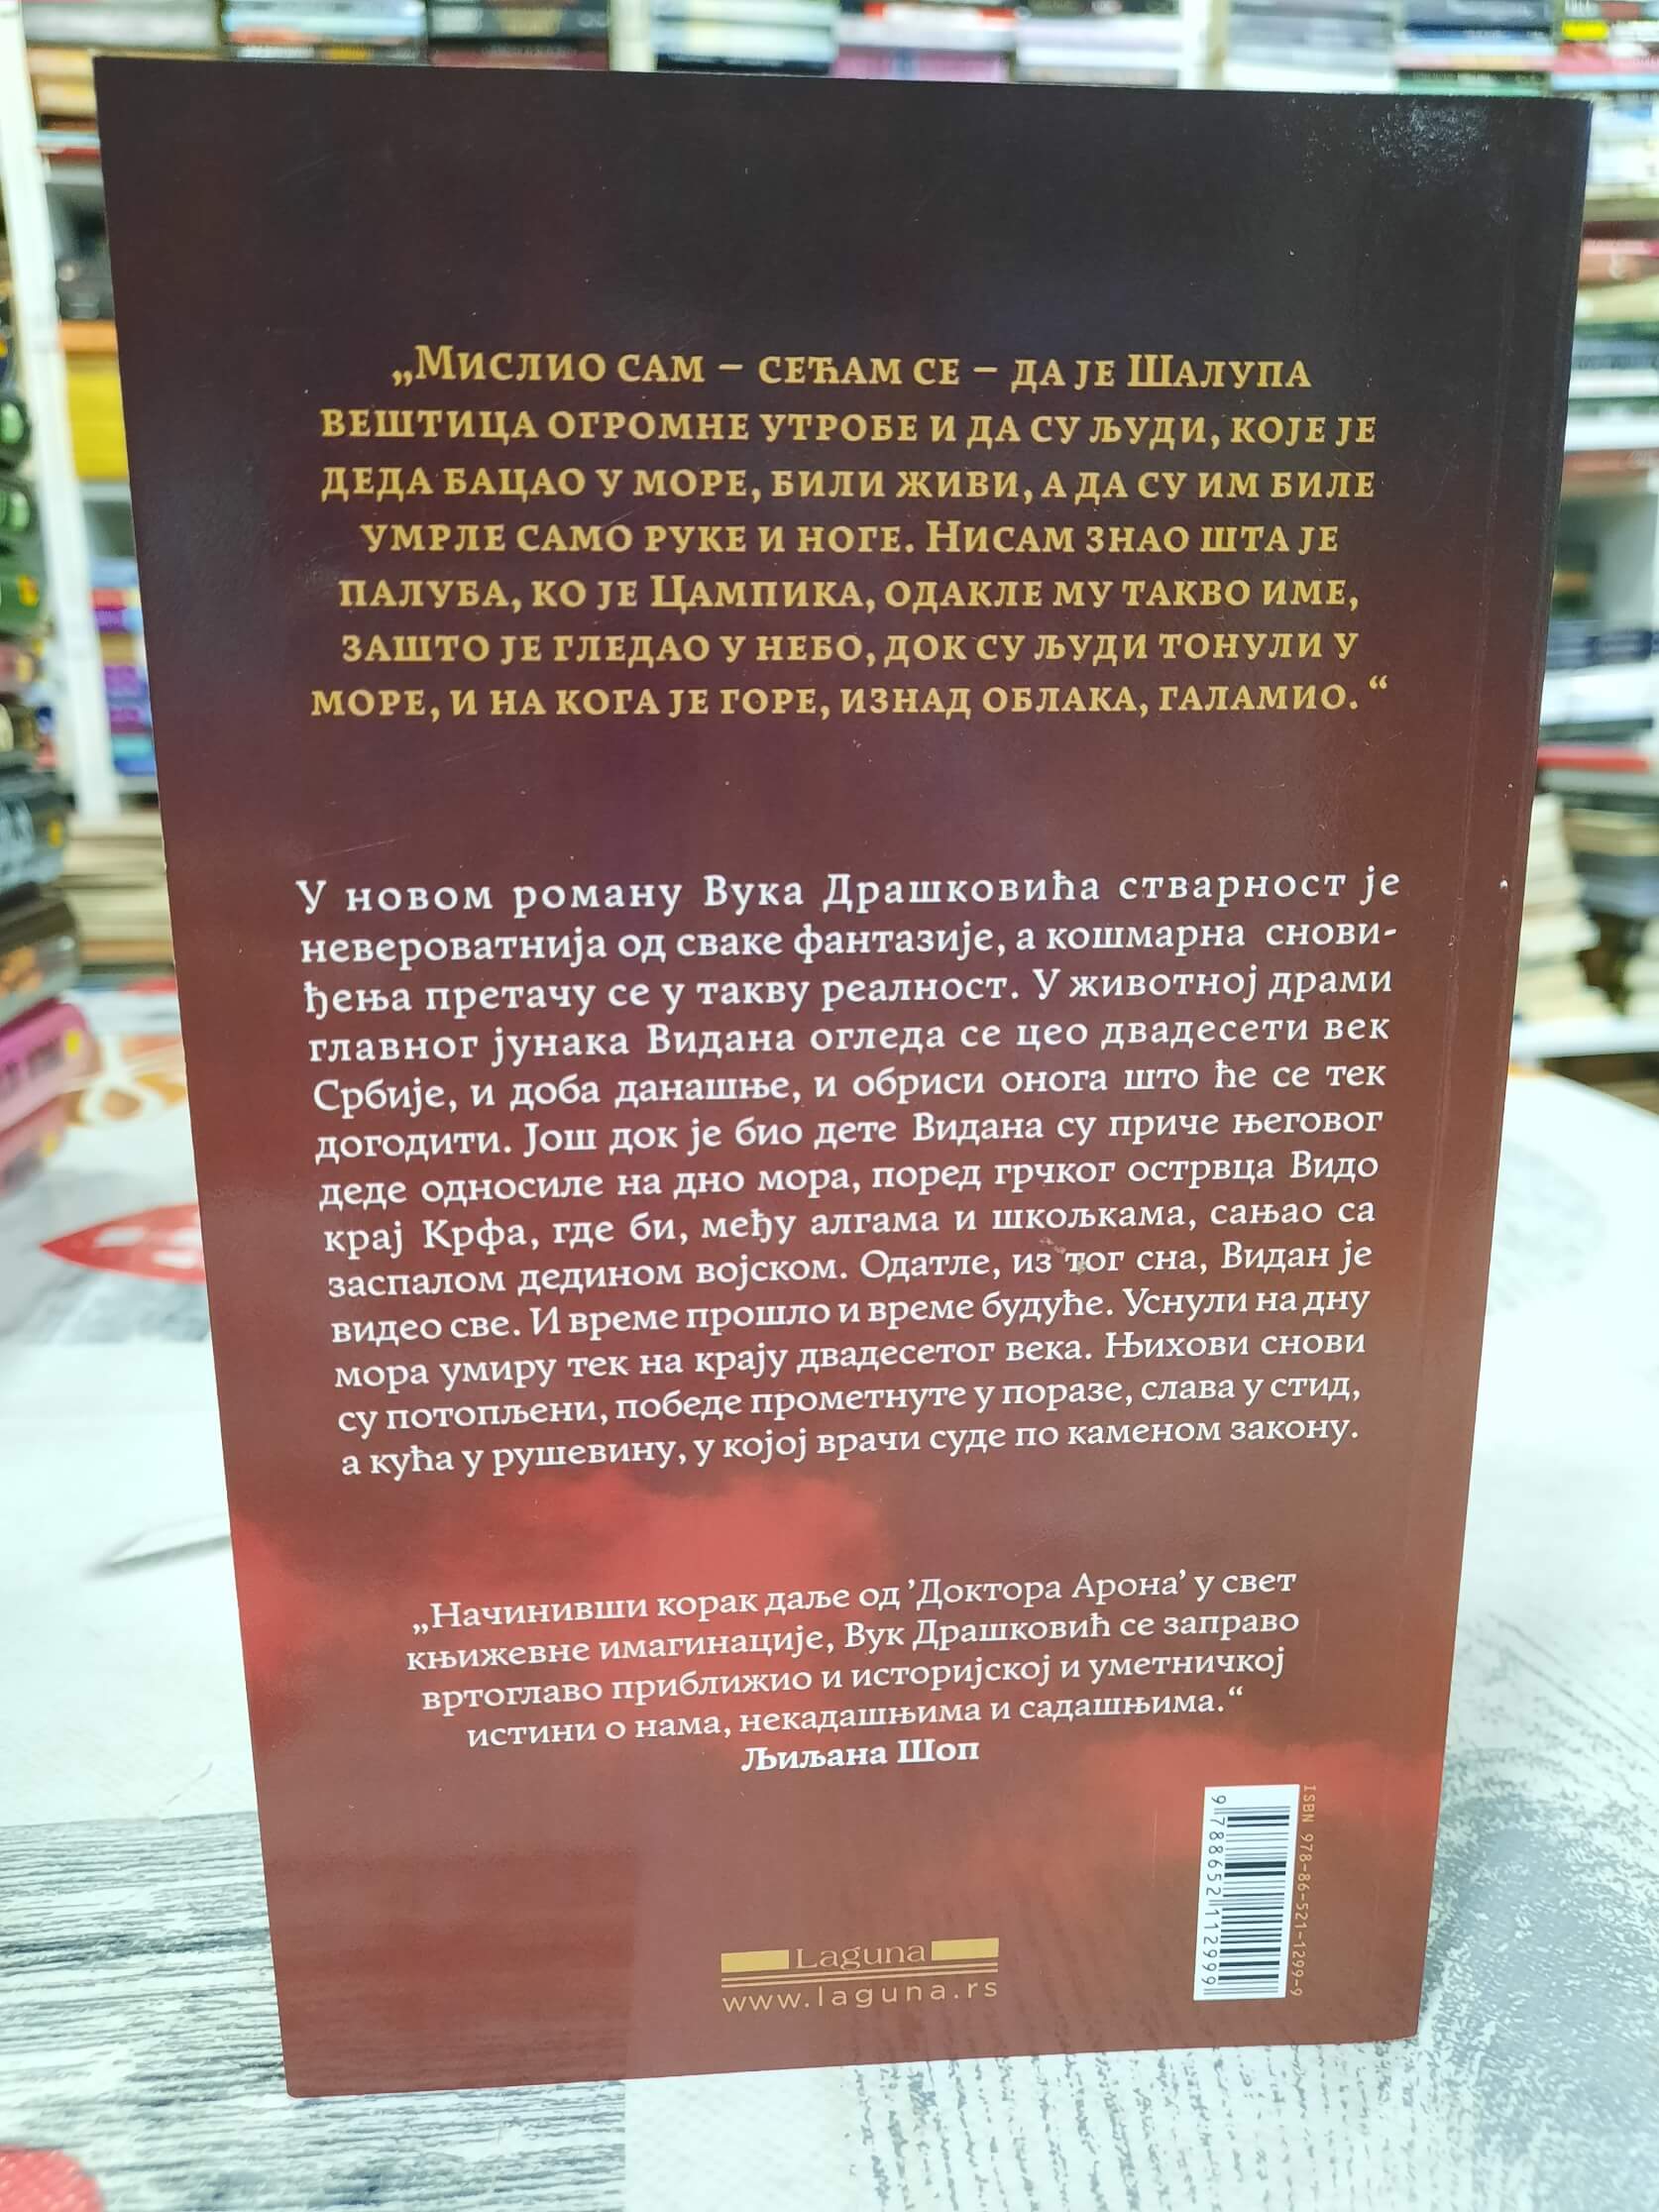 „Мислио сам – сећам се – да је Шалупа
вештица огромне утробе и да су људи, које је
деда бацао у море, били живи, а да су им биле
умрле само руке и ноге. Нисам знао шта је
палуба, ко је Цампика, одакле му такво име,
зашто је гледао у небо, док су људи тонули у
море, и на кога је горе, изнад облака, галамио. “
У новом роману Вука Драшковића стварност је
невероватнија од сваке фантазије, а кошмарна снови-
ђења претачу се у такву реалност. У животној драми
главног јунака Видана огледа се цео двадесети век
Србије, и доба данашње, и обриси онога што ће се тек
догодити. Још док је био дете Видана су приче његовог
деде односиле на дно мора, поред грчког острвца Видо
крај Крфа, где би, међу алгама и шкољкама, сањао са
заспалом дедином војском. Одатле, из тог сна, Видан је
видео све. И време прошло и време будуће. Уснули на дну
мора умиру тек на крају двадесетог века. Њихови снови
су потопљени, победе прометнуте у поразе, слава у стид,
а кућа у рушевину, у којој врачи суде по каменом закону.
„Начинивши корак даље од ’Доктора Арона’ у свет
књижевне имагинације, Вук Драшковић се заправо
вртоглаво приближио и историјској и уметничкој
истини о нама, некадашњима и садашњима.“
Љиљана Шоп
ISBN 978-86-521-1299-9
9 788652 112999
Laguna
www.laguna.rs